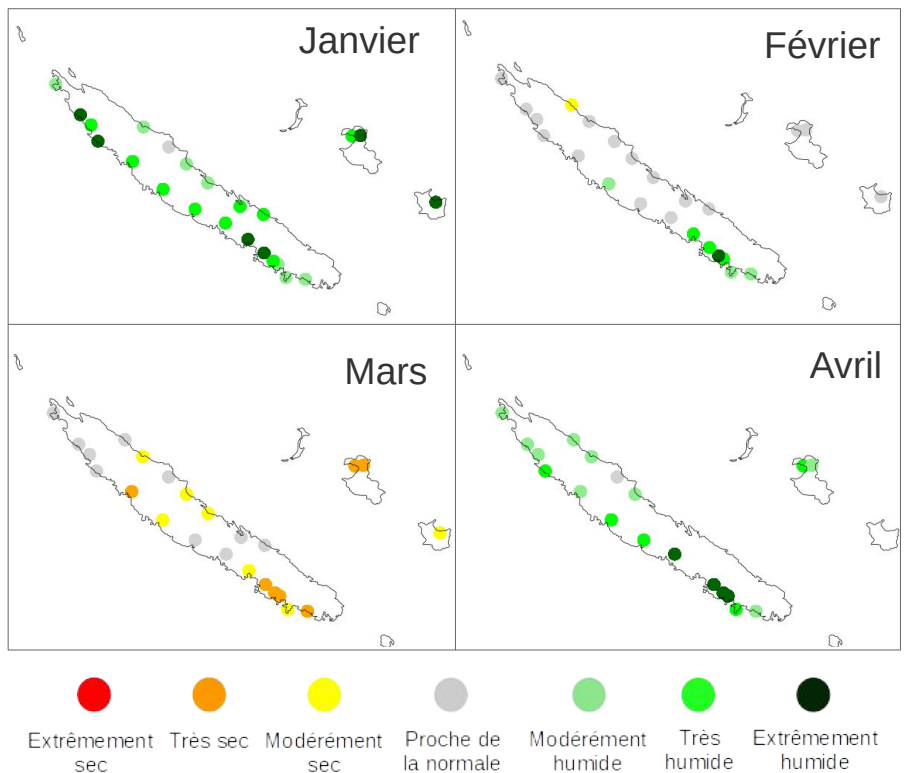 Janvier
Février
Mars
Avril
Extrêmement
sec
Très sec
Modérément
sec
Proche de
la normale
Modérément
humide
Très
humide
Extrêmement
humide